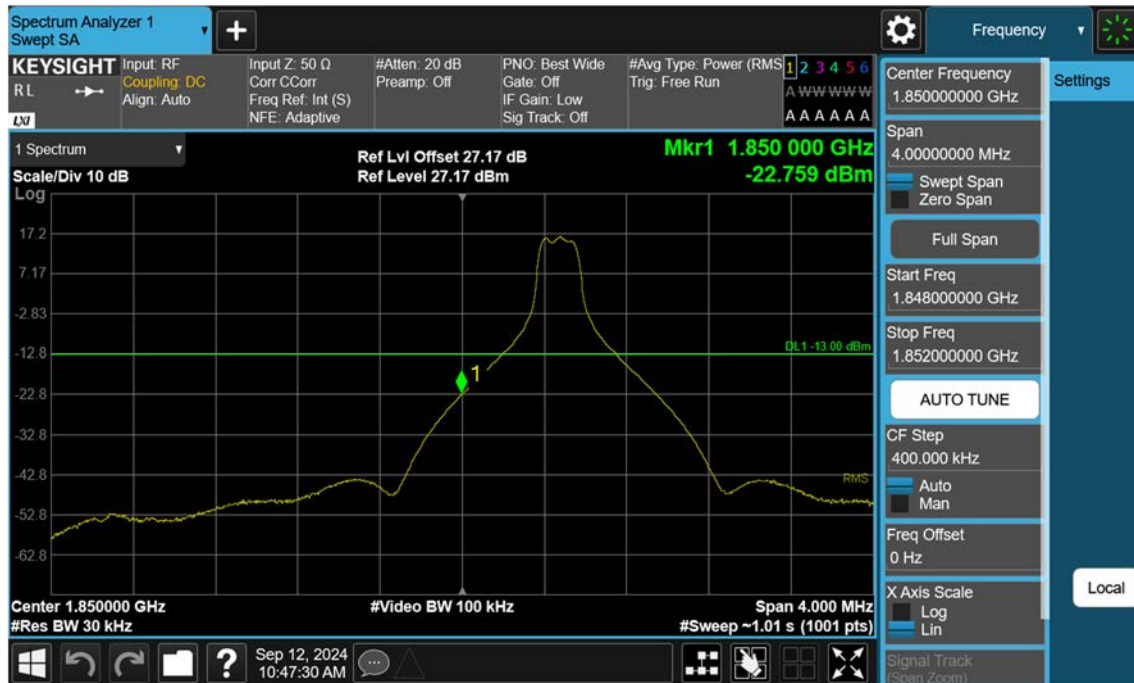 Spectrum Analyzer 1
Swept SA
Frequency
KEYSIGHT
RL
LXI
Input: RF
Coupling: DC
Align: Auto
Input Z: 50 Ω
Corr CCorr
Freq Ref: Int (S)
NFE: Adaptive
#Atten: 20 dB
Preamp: Off
PNO: Best Wide
Gate: Off
IF Gain: Low
Sig Track: Off
#Avg Type: Power (RMS
Trig: Free Run
1 2 3 4 5 6
A W W W W W
A A A A A A
1 Spectrum
Scale/Div 10 dB
Ref Lvl Offset 27.17 dB
Ref Level 27.17 dBm
Mkr1 1.850 000 GHz
-22.759 dBm
Log
17.2
7.17
-2.83
-12.8
-22.8
-32.8
-42.8
-52.8
-62.8
DL1 -13.00 dBm
1
RMS
Center 1.850000 GHz
#Res BW 30 kHz
#Video BW 100 kHz
Span 4.000 MHz
#Sweep ~1.01 s (1001 pts)
Center Frequency
1.850000000 GHz
Span
4.00000000 MHz
Swept Span
Zero Span
Full Span
Start Freq
1.848000000 GHz
Stop Freq
1.852000000 GHz
AUTO TUNE
CF Step
400.000 kHz
Auto
Man
Freq Offset
0 Hz
X Axis Scale
Log
Lin
Signal Track
(Span Zoom)
Settings
Local
?
Sep 12, 2024
10:47:30 AM